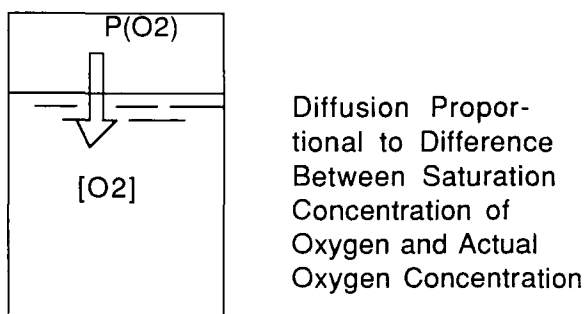 P(O2)
[O2]
Diffusion Propor-
tional to Difference
Between Saturation
Concentration of
Oxygen and Actual
Oxygen Concentration